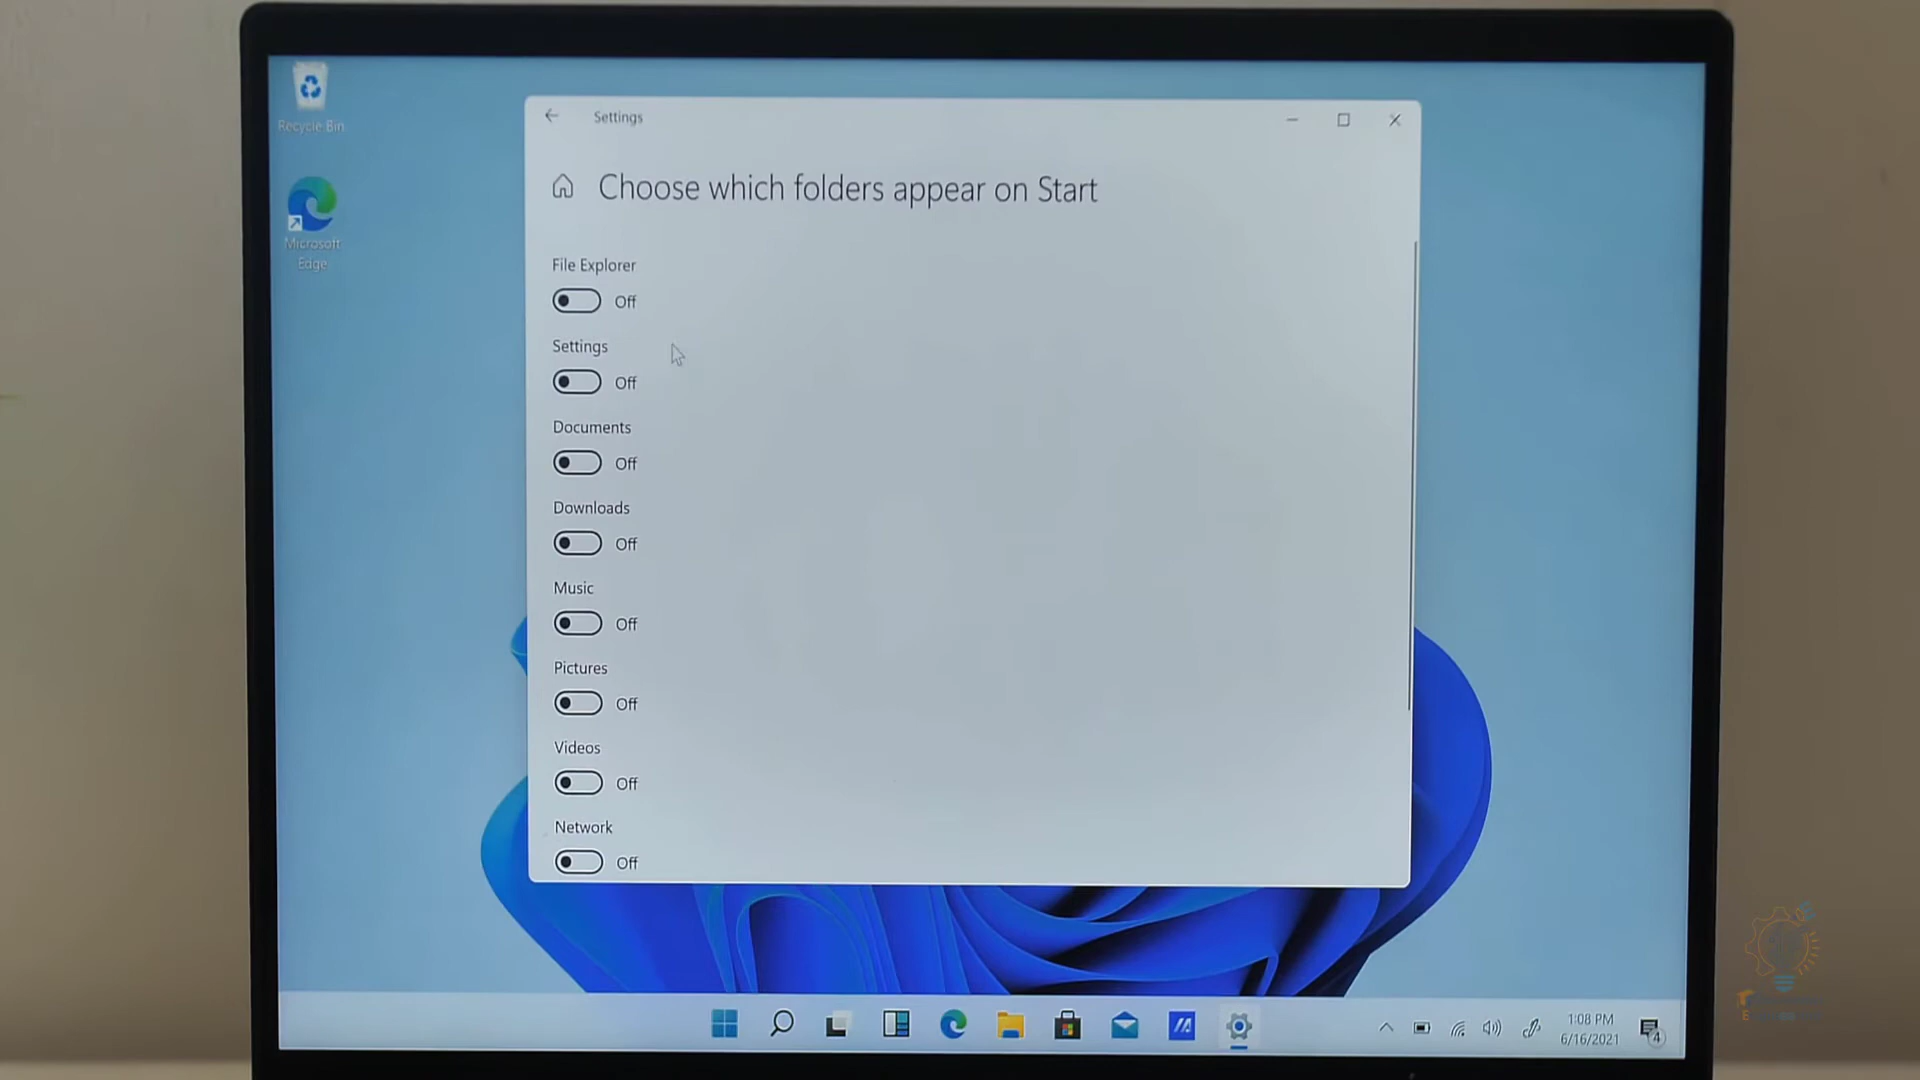 Recycle Bin
Microsoft
Edge
Settings
Choose which folders appear on Start
File Explorer
Off
Settings
Off
Documents
Off
Downloads
Off
Music
Off
Pictures
Off
Videos
Off
Network
Off
1:08 PM
6/16/2021
4